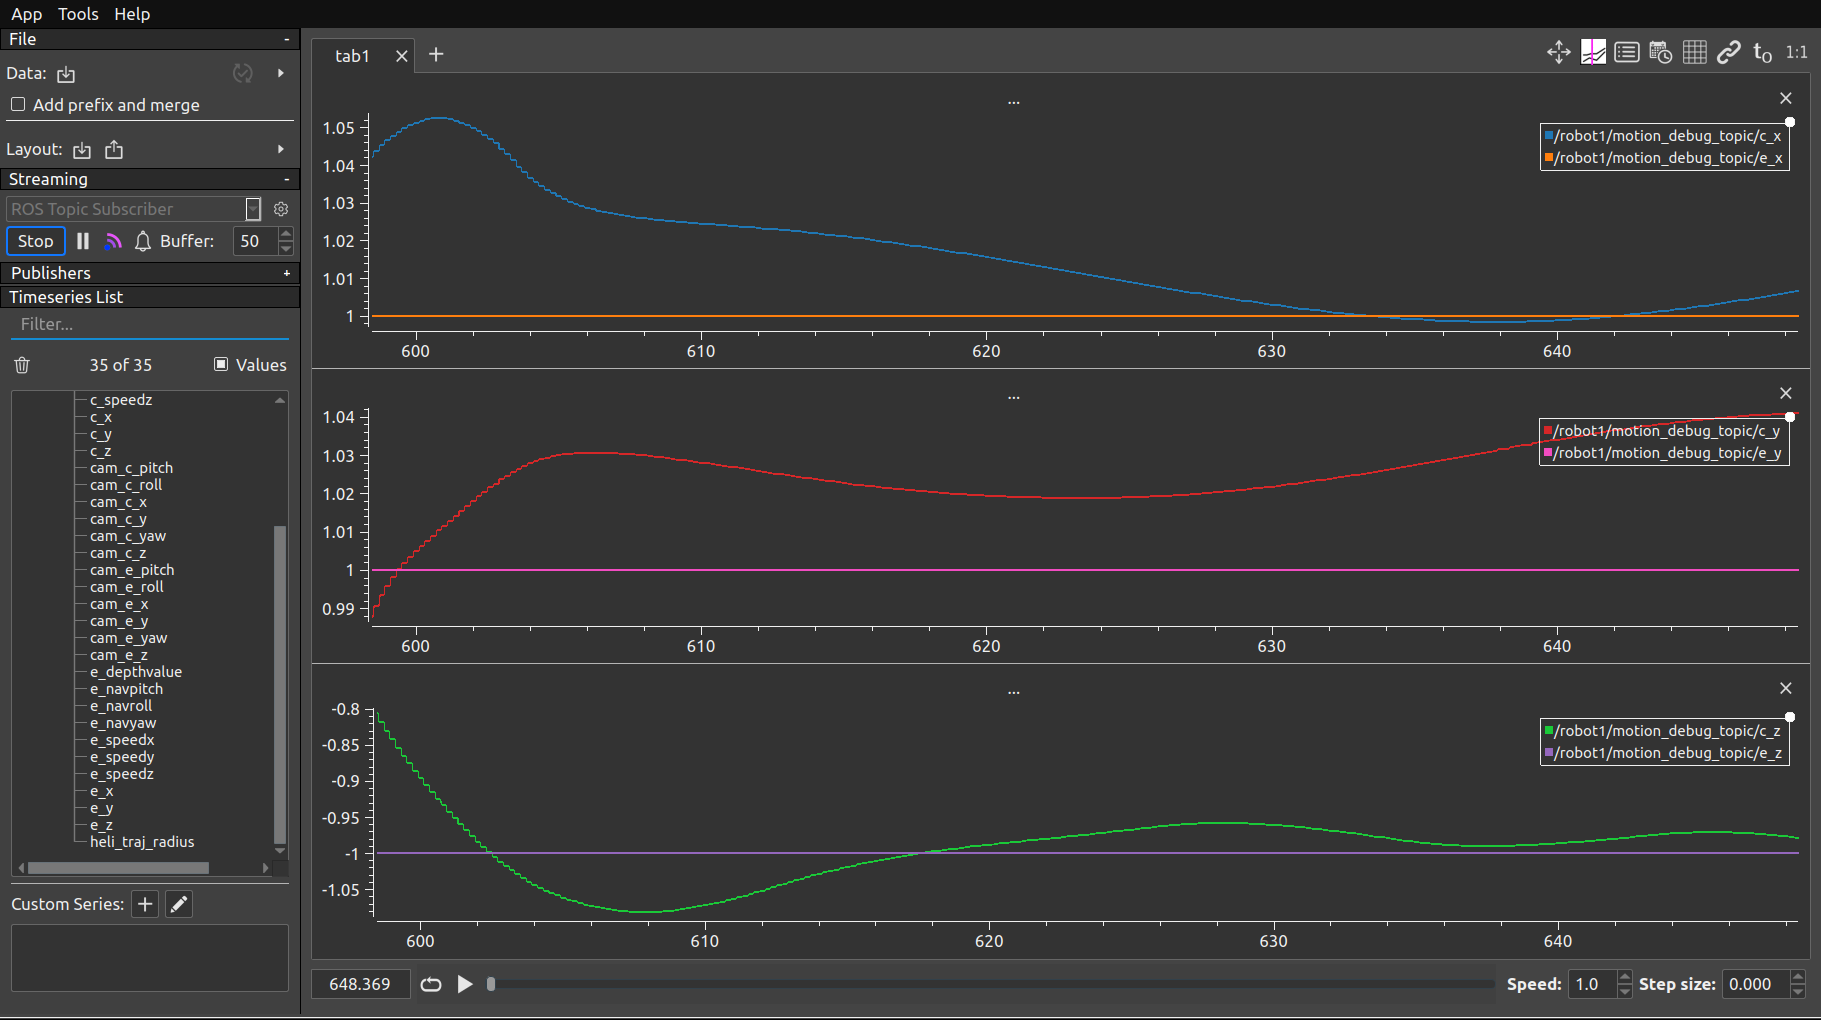 App Tools Help
File -
Data:
Add prefix and merge
Layout:
Streaming -
ROS Topic Subscriber
Stop Buffer: 50
Publishers +
Timeseries List
Filter...
35 of 35 Values
c_speedz
c_x
c_y
c_z
cam_c_pitch
cam_c_roll
cam_c_x
cam_c_y
cam_c_yaw
cam_c_z
cam_e_pitch
cam_e_roll
cam_e_x
cam_e_y
cam_e_yaw
cam_e_z
e_depthvalue
e_navpitch
e_navroll
e_navyaw
e_speedx
e_speedy
e_speedz
e_x
e_y
e_z
heli_traj_radius
Custom Series:
tab1
t0 1:1
...
1.05
1.04
1.03
1.02
1.01
1
/robot1/motion_debug_topic/c_x
/robot1/motion_debug_topic/e_x
600 610 620 630 640
...
1.04
1.03
1.02
1.01
1
0.99
/robot1/motion_debug_topic/c_y
/robot1/motion_debug_topic/e_y
600 610 620 630 640
...
-0.8
-0.85
-0.9
-0.95
-1
-1.05
/robot1/motion_debug_topic/c_z
/robot1/motion_debug_topic/e_z
600 610 620 630 640
648.369 Speed: 1.0 Step size: 0.000